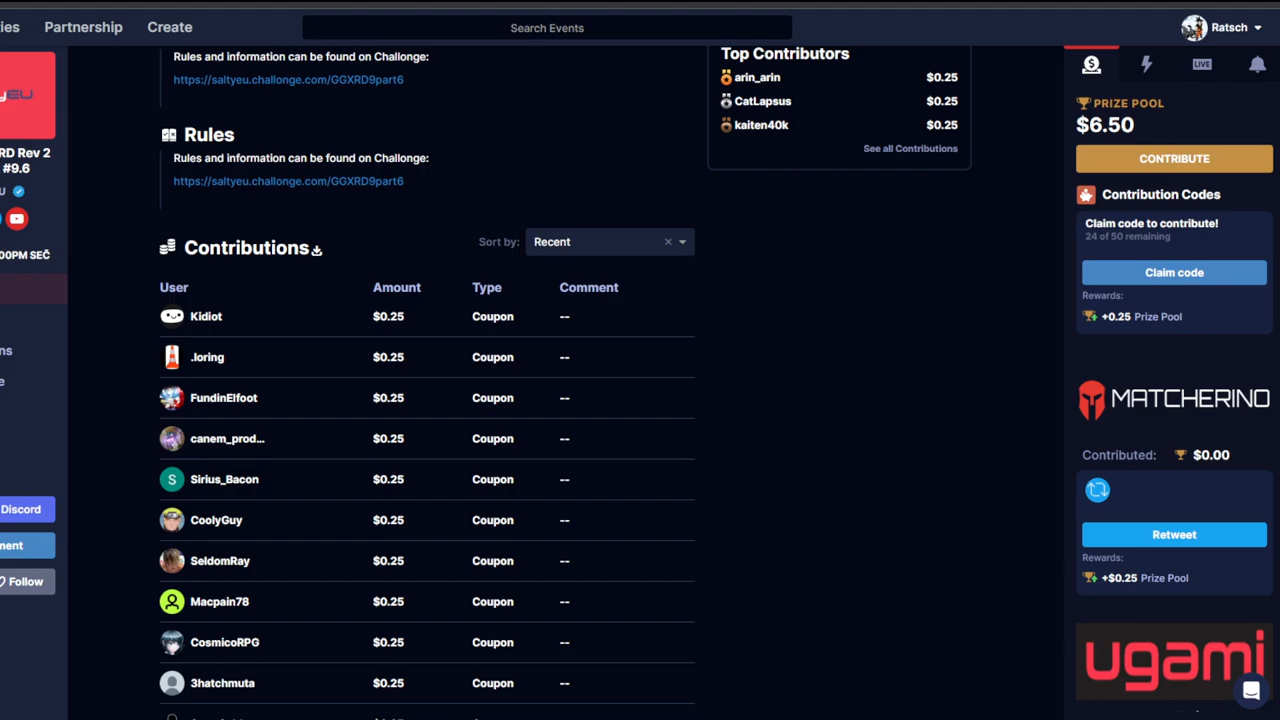 ies Partnership Create Search Events Ratsch
yEU
RD Rev 2
#9.6
U
00PM SEČ
ns
e
Discord
ment
Follow
Rules and information can be found on Challonge:
https://saltyeu.challonge.com/GGXRD9part6
Rules
Rules and information can be found on Challonge:
https://saltyeu.challonge.com/GGXRD9part6
Contributions
Sort by: Recent
User Amount Type Comment
Kidiot $0.25 Coupon --
.loring $0.25 Coupon --
FundinElfoot $0.25 Coupon --
canem_prod... $0.25 Coupon --
S Sirius_Bacon $0.25 Coupon --
CoolyGuy $0.25 Coupon --
SeldomRay $0.25 Coupon --
Macpain78 $0.25 Coupon --
CosmicoRPG $0.25 Coupon --
3hatchmuta $0.25 Coupon --
Top Contributors
arin_arin $0.25
CatLapsus $0.25
kaiten40k $0.25
See all Contributions
LIVE
PRIZE POOL
$6.50
CONTRIBUTE
Contribution Codes
Claim code to contribute!
24 of 50 remaining
Claim code
Rewards:
+0.25 Prize Pool
MATCHERINO
Contributed: $0.00
Retweet
Rewards:
+$0.25 Prize Pool
ugami